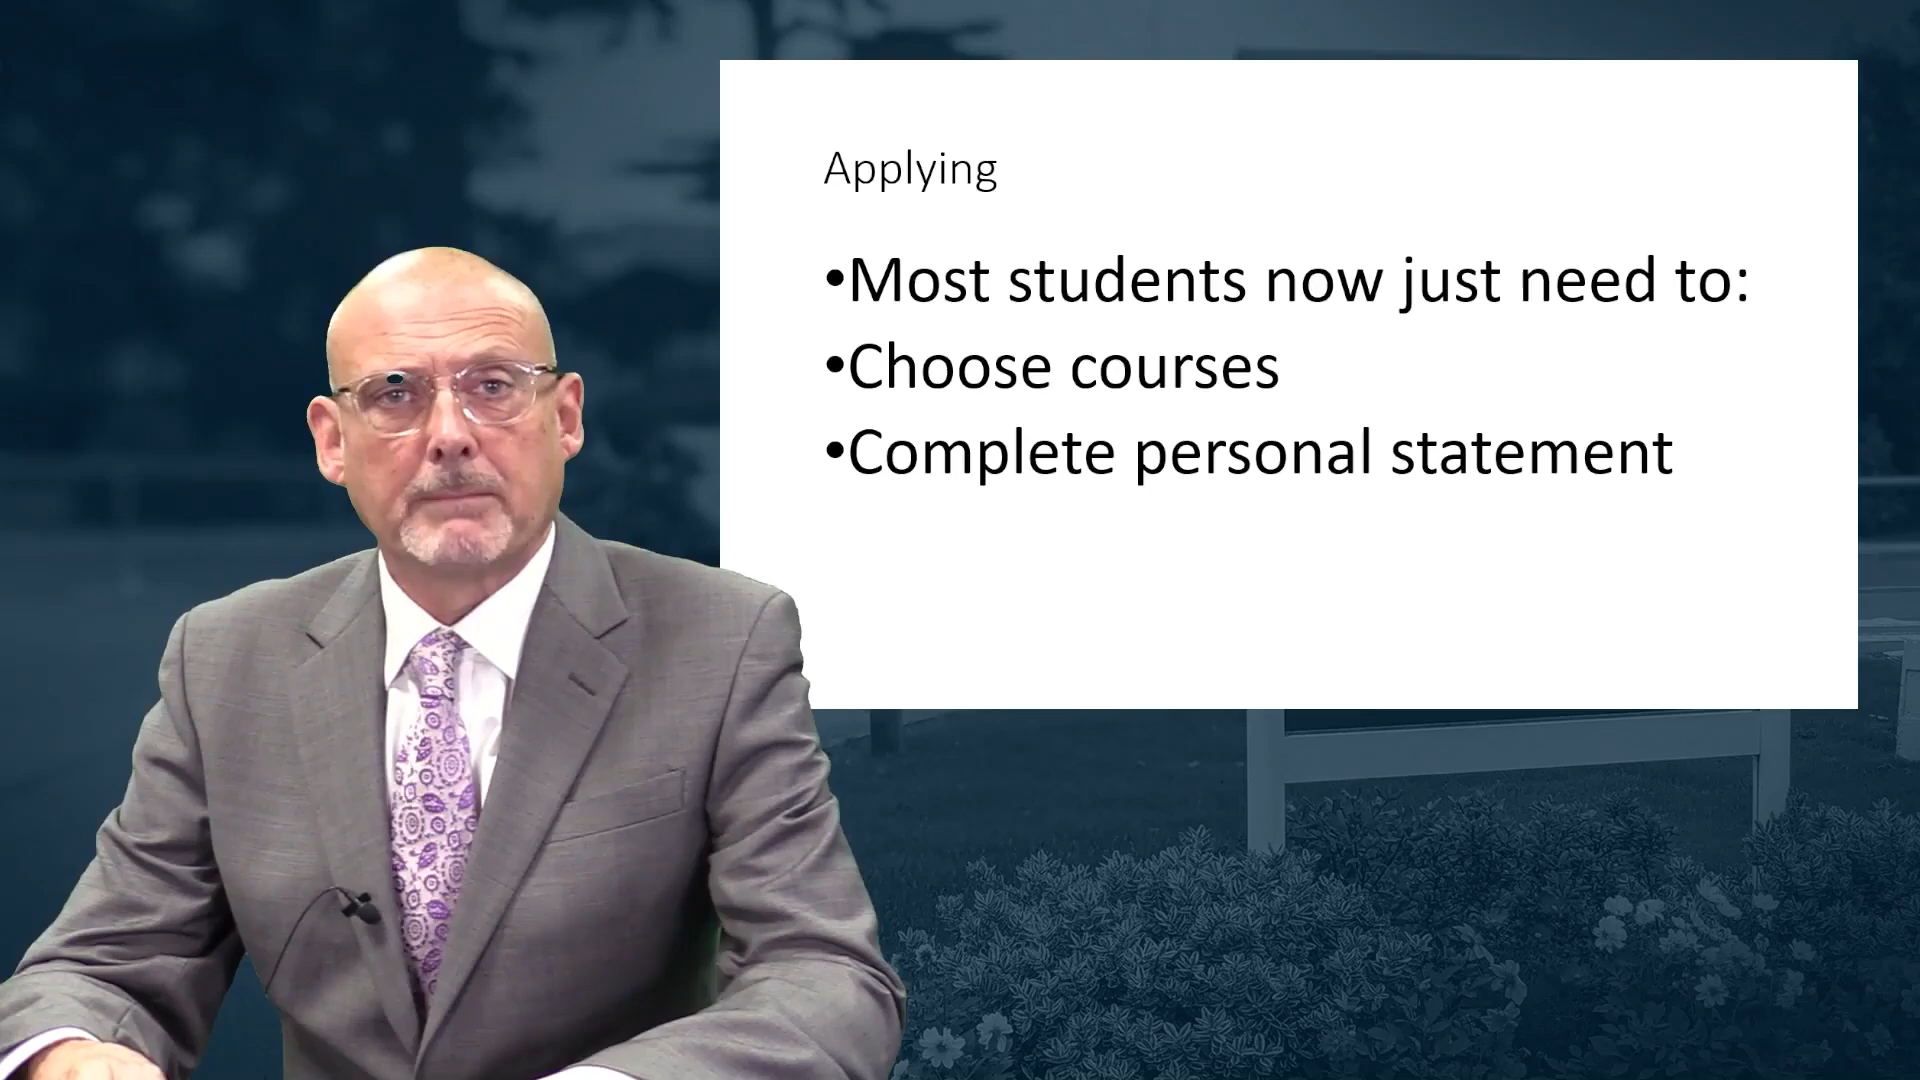 Applying
•Most students now just need to:
•Choose courses
•Complete personal statement